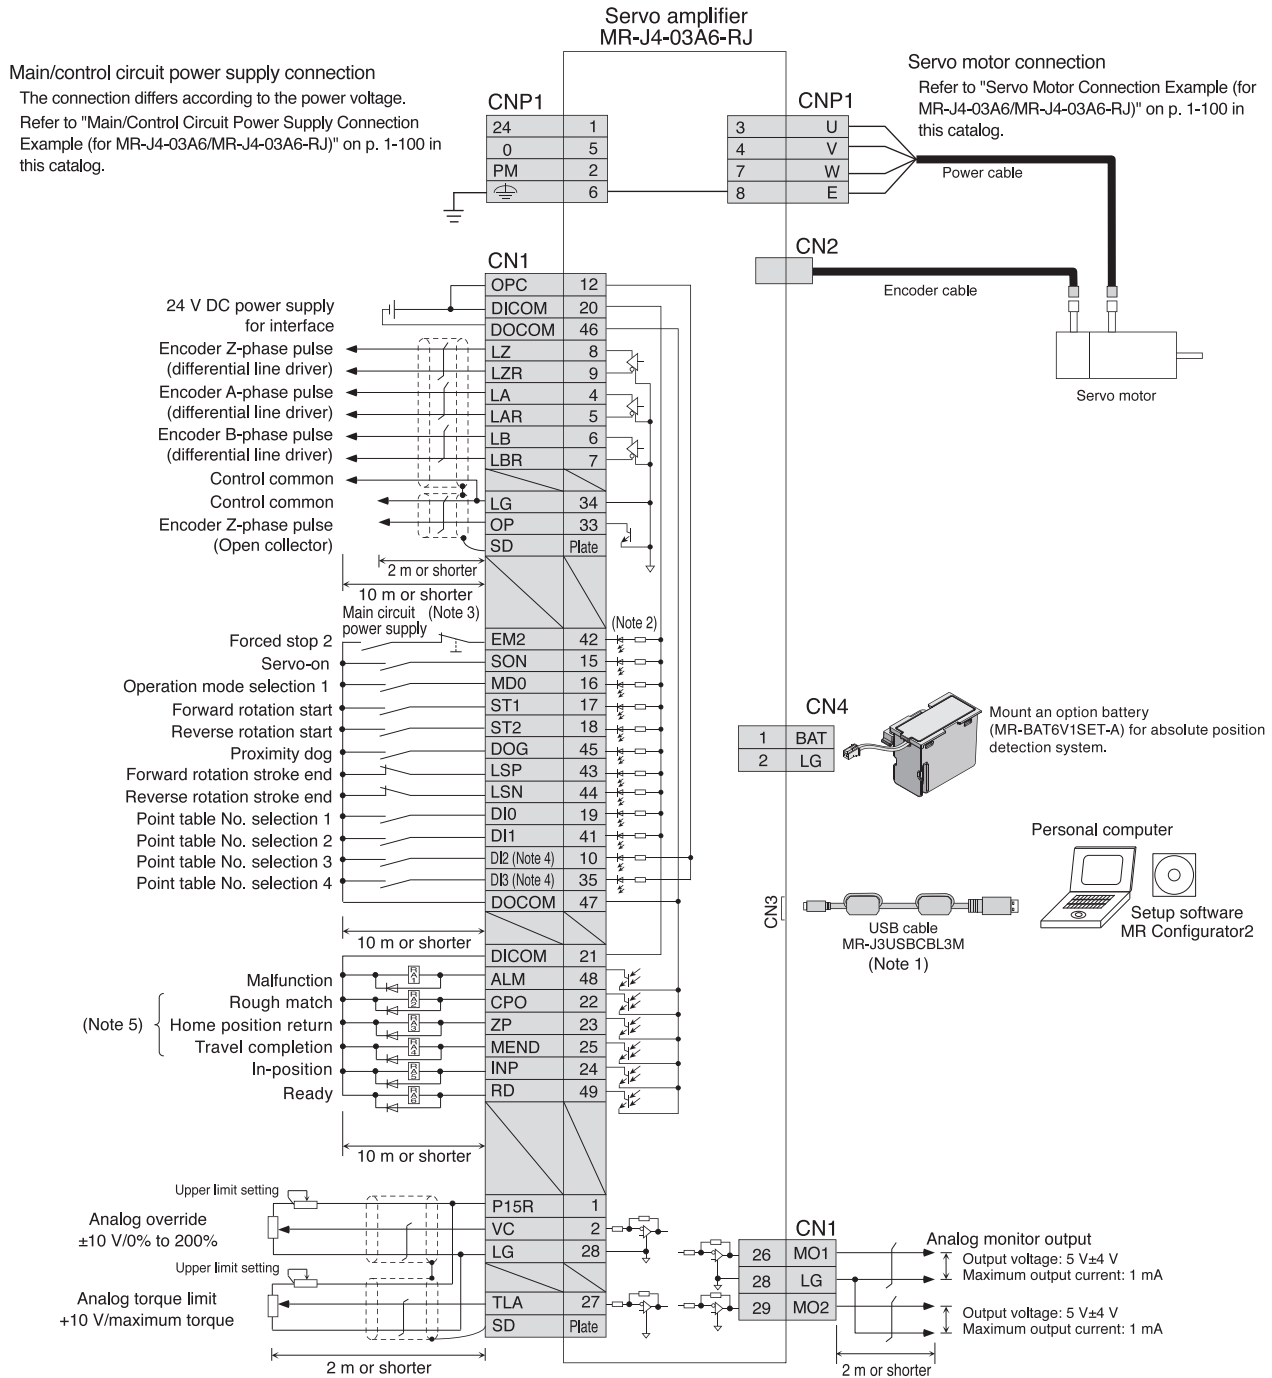 Servo amplifier
MR-J4-03A6-RJ
Main/control circuit power supply connection
The connection differs according to the power voltage.
Refer to "Main/Control Circuit Power Supply Connection
Example (for MR-J4-03A6/MR-J4-03A6-RJ)" on p. 1-100 in
this catalog.
Servo motor connection
Refer to "Servo Motor Connection Example (for
MR-J4-03A6/MR-J4-03A6-RJ)" on p. 1-100 in
this catalog.
CNP1
24 1
0 5
PM 2
6
CNP1
3 U
4 V
7 W
8 E
Power cable
CN2
Encoder cable
Servo motor
CN1
OPC 12
24 V DC power supply
for interface
DICOM 20
DOCOM 46
Encoder Z-phase pulse
(differential line driver)
LZ 8
LZR 9
Encoder A-phase pulse
(differential line driver)
LA 4
LAR 5
Encoder B-phase pulse
(differential line driver)
LB 6
LBR 7
Control common
Control common
LG 34
Encoder Z-phase pulse
(Open collector)
OP 33
SD Plate
2 m or shorter
10 m or shorter
Main circuit
power supply
(Note 3)
(Note 2)
Forced stop 2 EM2 42
Servo-on SON 15
Operation mode selection 1 MD0 16
Forward rotation start ST1 17
Reverse rotation start ST2 18
Proximity dog DOG 45
Forward rotation stroke end LSP 43
Reverse rotation stroke end LSN 44
Point table No. selection 1 DI0 19
Point table No. selection 2 DI1 41
Point table No. selection 3 DI2 (Note 4) 10
Point table No. selection 4 DI3 (Note 4) 35
DOCOM 47
10 m or shorter
DICOM 21
Malfunction RA1 ALM 48
(Note 5)
Rough match RA2 CPO 22
Home position return RA3 ZP 23
Travel completion RA4 MEND 25
In-position RA5 INP 24
Ready RA6 RD 49
10 m or shorter
CN4
1 BAT
2 LG
Mount an option battery
(MR-BAT6V1SET-A) for absolute position
detection system.
Personal computer
CN3
USB cable
MR-J3USBCBL3M
(Note 1)
Setup software
MR Configurator2
Upper limit setting
Analog override
±10 V/0% to 200%
P15R 1
VC 2
LG 28
Upper limit setting
Analog torque limit
+10 V/maximum torque
TLA 27
SD Plate
2 m or shorter
CN1
26 MO1
28 LG
29 MO2
Analog monitor output
Output voltage: 5 V±4 V
Maximum output current: 1 mA
Output voltage: 5 V±4 V
Maximum output current: 1 mA
2 m or shorter